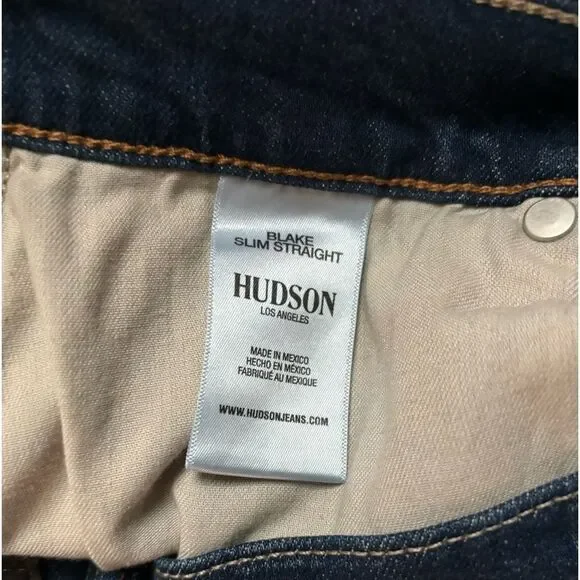 BLAKE
SLIM STRAIGHT
HUDSON
LOS ANGELES
MADE IN MEXICO
HECHO EN MÉXICO
FABRIQUÉ AU MEXIQUE
WWW.HUDSONJEANS.COM